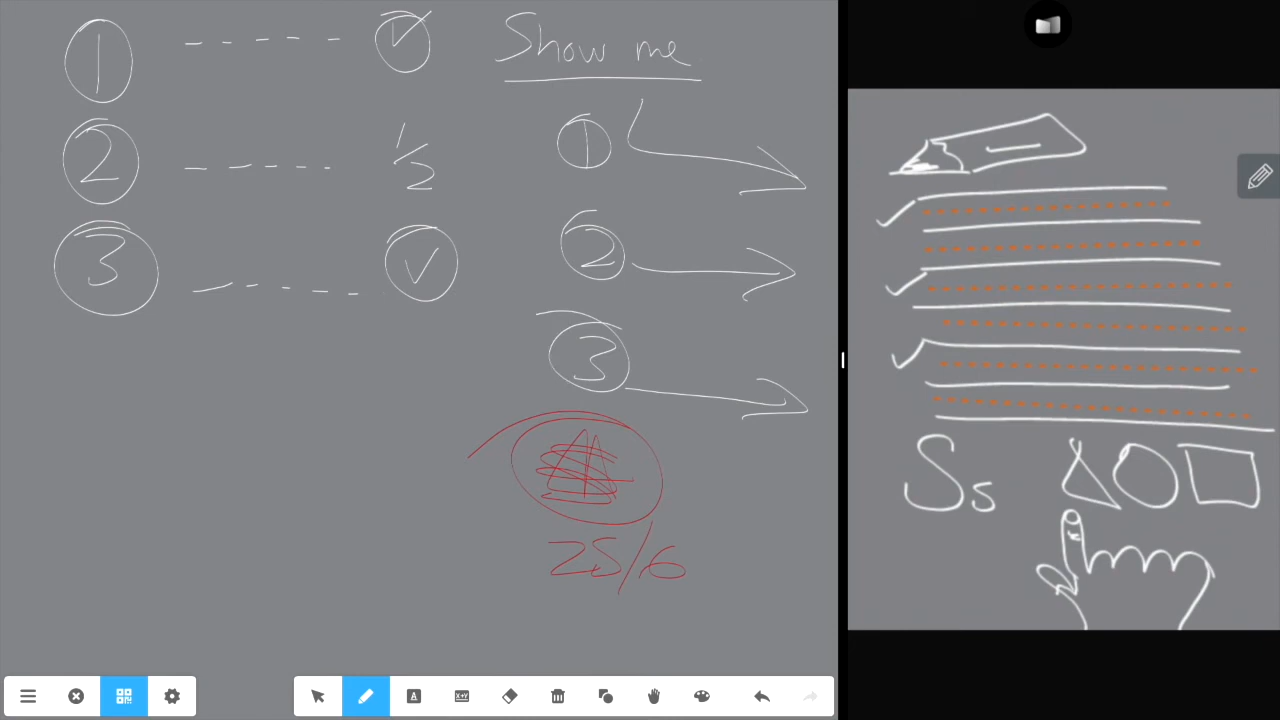 1 ----- ✓
2 ----- 1/2
3 ----- ✓
Show me
1
2
3
25/6
Ss